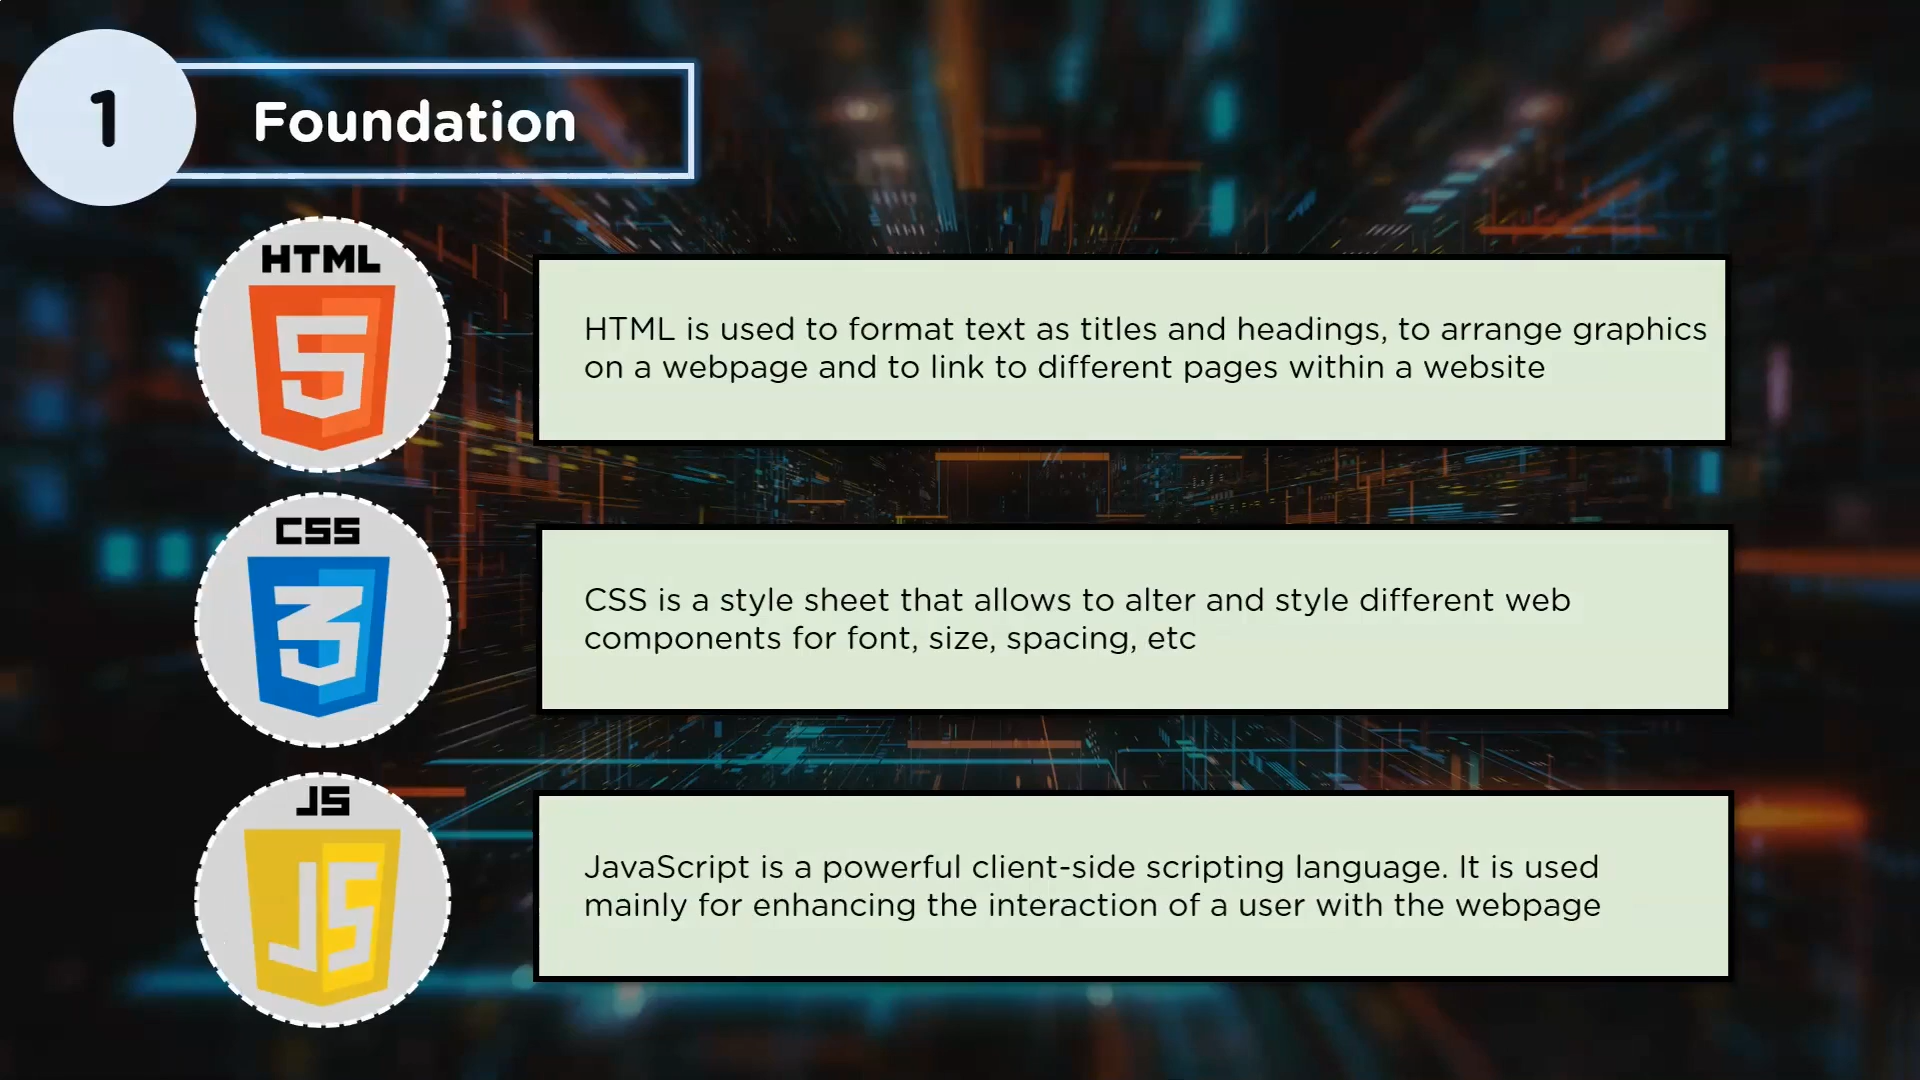 1
Foundation
HTML
5
HTML is used to format text as titles and headings, to arrange graphics
on a webpage and to link to different pages within a website
CSS
3
CSS is a style sheet that allows to alter and style different web
components for font, size, spacing, etc
JS
JS
JavaScript is a powerful client-side scripting language. It is used
mainly for enhancing the interaction of a user with the webpage